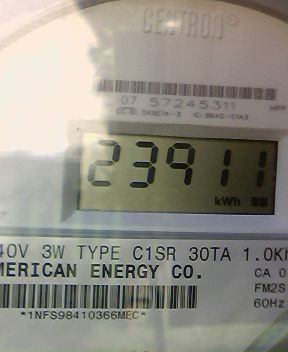 CENTRON®
07 57245311
23911
kWh
40V 3W TYPE C1SR 30TA 1.0Kh
MERICAN ENERGY CO.
CA 0
FM2S
60Hz
*1NFS98410366MEC*